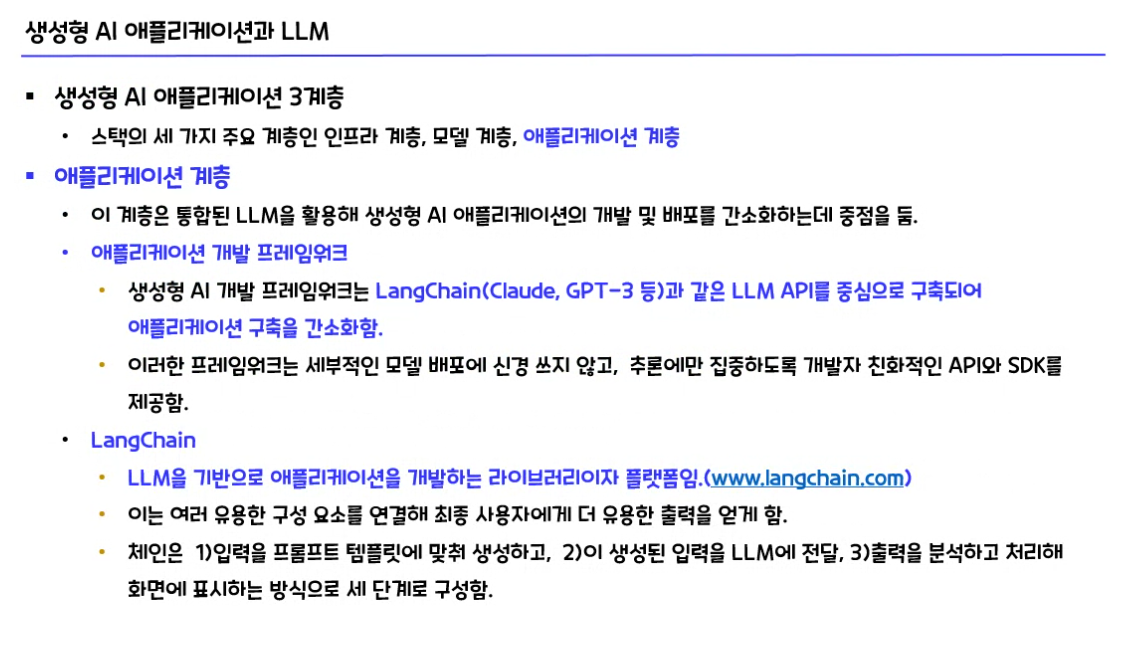 생성형 AI 애플리케이션과 LLM
▪ 생성형 AI 애플리케이션 3계층
• 스택의 세 가지 주요 계층인 인프라 계층, 모델 계층, 애플리케이션 계층
▪ 애플리케이션 계층
• 이 계층은 통합된 LLM을 활용해 생성형 AI 애플리케이션의 개발 및 배포를 간소화하는데 중점을 둠.
• 애플리케이션 개발 프레임워크
• 생성형 AI 개발 프레임워크는 LangChain(Claude, GPT-3 등)과 같은 LLM API를 중심으로 구축되어
애플리케이션 구축을 간소화함.
• 이러한 프레임워크는 세부적인 모델 배포에 신경 쓰지 않고, 추론에만 집중하도록 개발자 친화적인 API와 SDK를
제공함.
• LangChain
• LLM을 기반으로 애플리케이션을 개발하는 라이브러리이자 플랫폼임.(www.langchain.com)
• 이는 여러 유용한 구성 요소를 연결해 최종 사용자에게 더 유용한 출력을 얻게 함.
• 체인은 1)입력을 프롬프트 템플릿에 맞춰 생성하고, 2)이 생성된 입력을 LLM에 전달, 3)출력을 분석하고 처리해
화면에 표시하는 방식으로 세 단계로 구성함.